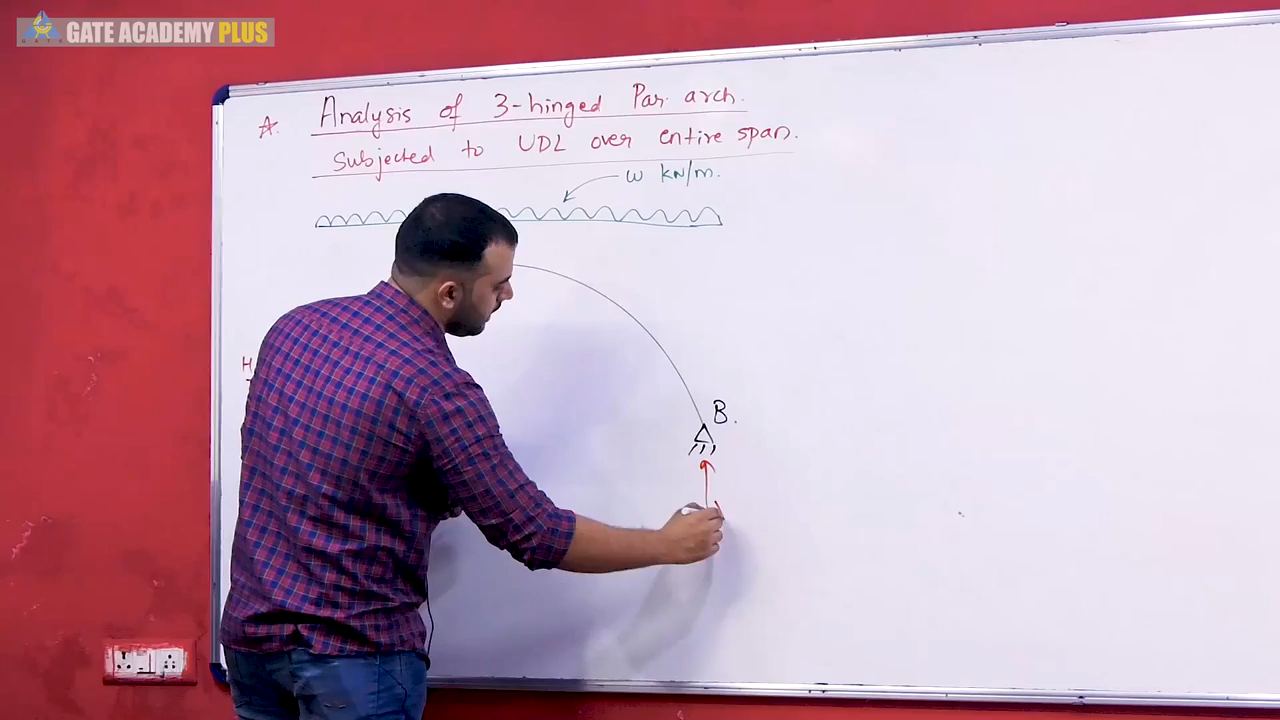 GATE ACADEMY PLUS
A. Analysis of 3-hinged Par. arch.
subjected to UDL over entire span.
w kN/m.
H
B.